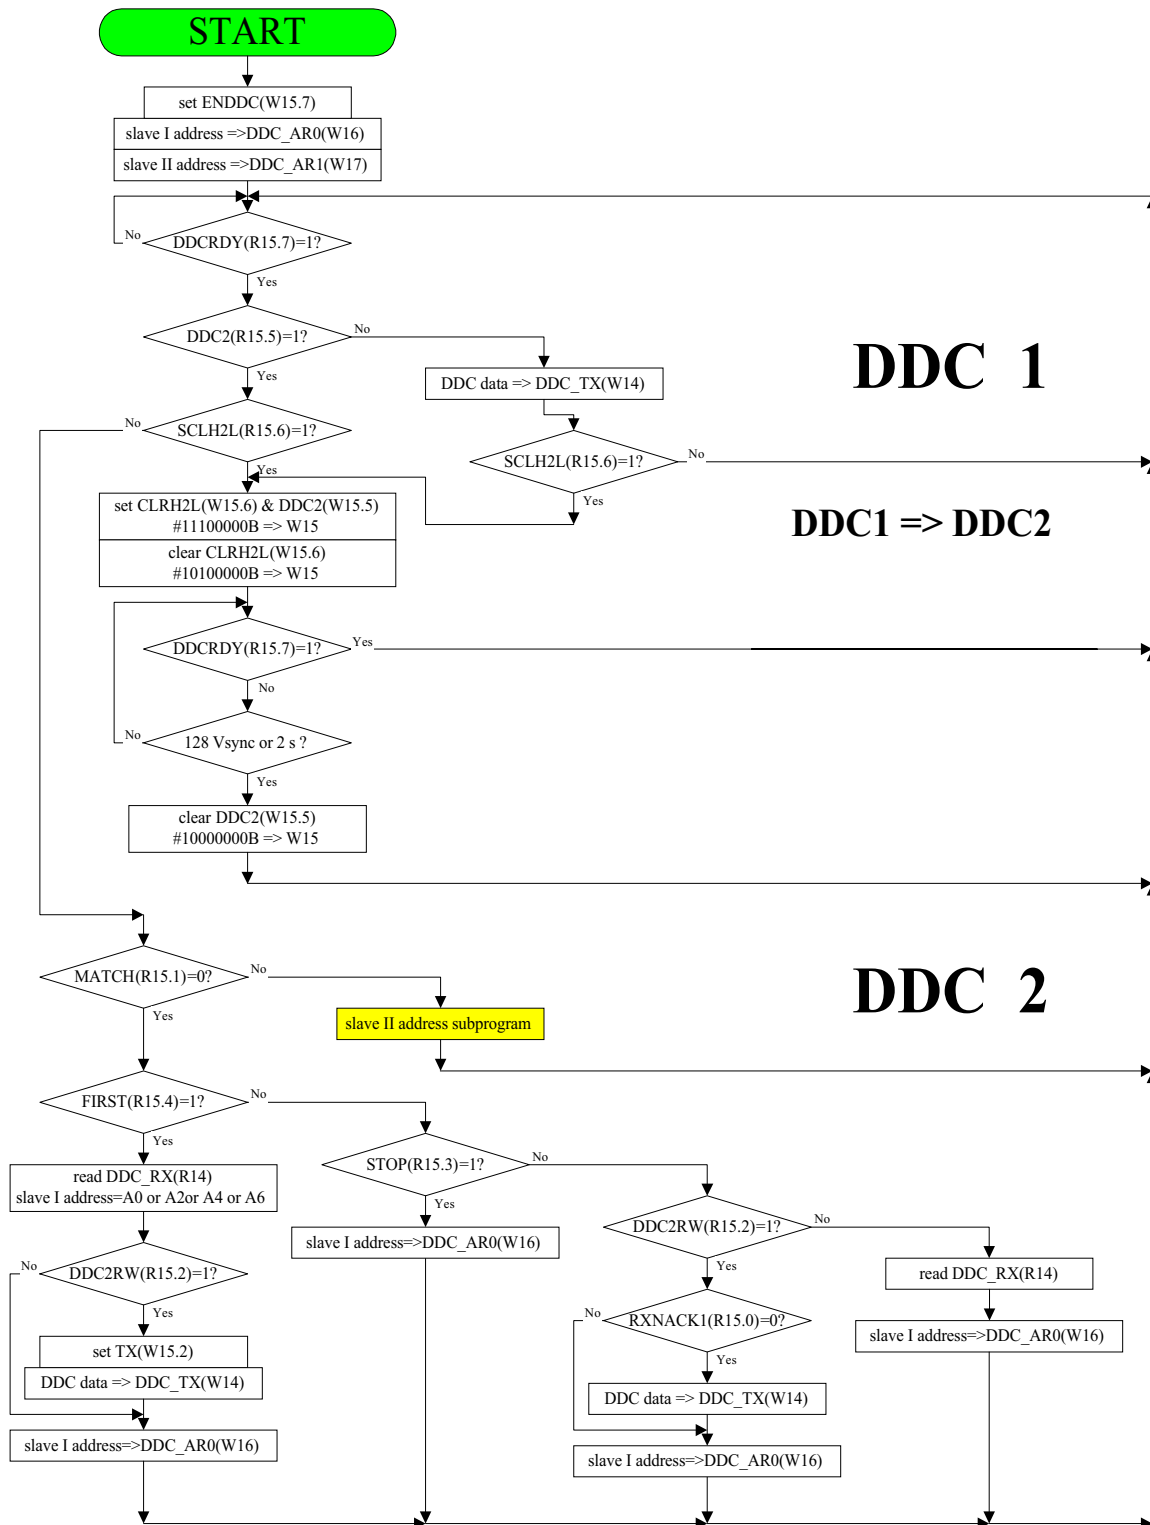 START
set ENDDC(W15.7)
slave I address =>DDC_AR0(W16)
slave II address =>DDC_AR1(W17)
No
DDCRDY(R15.7)=1?
Yes
DDC2(R15.5)=1?
No
Yes
DDC data => DDC_TX(W14)
DDC 1
No
SCLH2L(R15.6)=1?
Yes
SCLH2L(R15.6)=1?
No
Yes
set CLRH2L(W15.6) & DDC2(W15.5)
#11100000B => W15
clear CLRH2L(W15.6)
#10100000B => W15
DDC1 => DDC2
DDCRDY(R15.7)=1?
Yes
No
No
128 Vsync or 2 s ?
Yes
clear DDC2(W15.5)
#10000000B => W15
MATCH(R15.1)=0?
No
Yes
DDC 2
slave II address subprogram
FIRST(R15.4)=1?
No
Yes
STOP(R15.3)=1?
No
Yes
read DDC_RX(R14)
slave I address=A0 or A2or A4 or A6
slave I address=>DDC_AR0(W16)
DDC2RW(R15.2)=1?
No
Yes
read DDC_RX(R14)
No
DDC2RW(R15.2)=1?
Yes
No
RXNACK1(R15.0)=0?
Yes
slave I address=>DDC_AR0(W16)
set TX(W15.2)
DDC data => DDC_TX(W14)
DDC data => DDC_TX(W14)
slave I address=>DDC_AR0(W16)
slave I address=>DDC_AR0(W16)